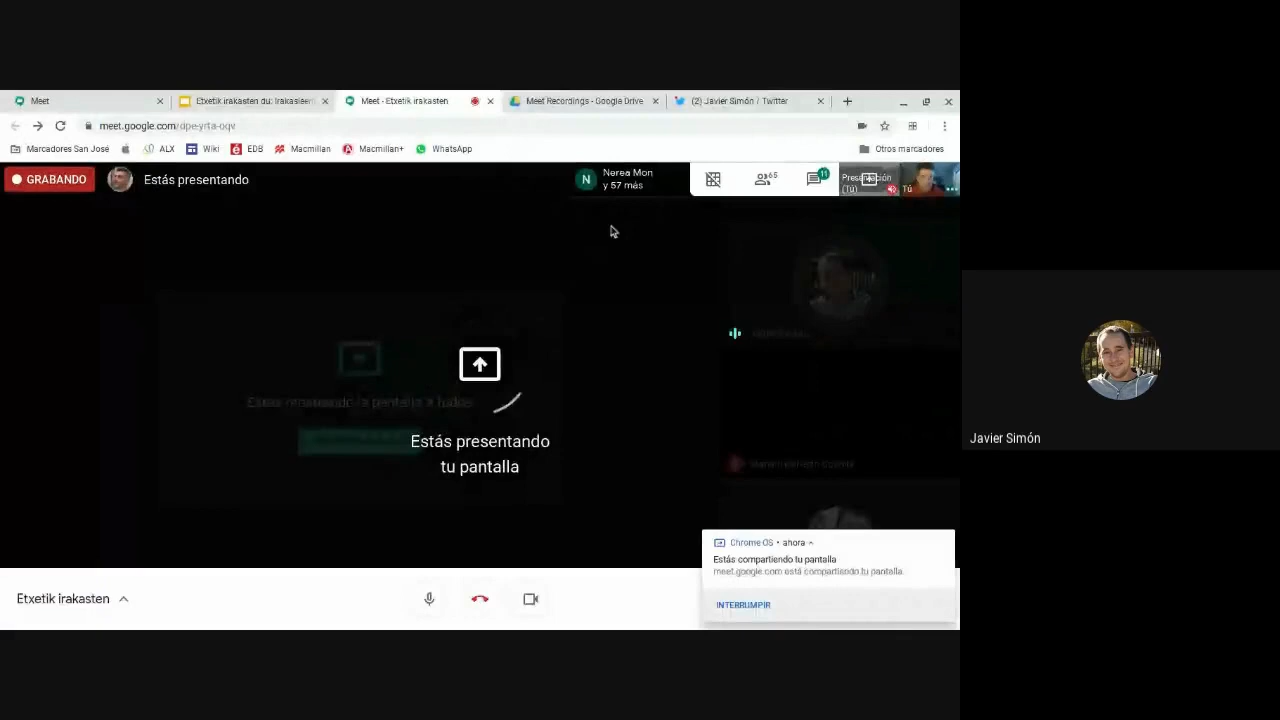 Meet
Etxetik irakasten du: Irakasleen
Meet - Etxetik irakasten
Meet Recordings - Google Drive
(2) Javier Simón / Twitter
meet.google.com/dpe-yrta-oqv
Marcadores San José
ALX
Wiki
EDB
Macmillan
Macmillan+
WhatsApp
Otros marcadores
GRABANDO
Estás presentando
N
Nerea Mon
y 57 más
65
11
Presentación
(Tú)
Tú
Estás presentando
tu pantalla
Javier Simón
Chrome OS • ahora
Estás compartiendo tu pantalla
meet.google.com está compartiendo tu pantalla.
INTERRUMPIR
Etxetik irakasten